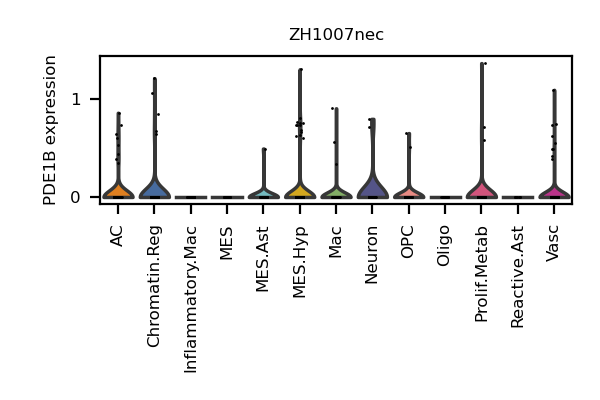 ZH1007nec
PDE1B expression
1
0
AC
Chromatin.Reg
Inflammatory.Mac
MES
MES.Ast
MES.Hyp
Mac
Neuron
OPC
Oligo
Prolif.Metab
Reactive.Ast
Vasc